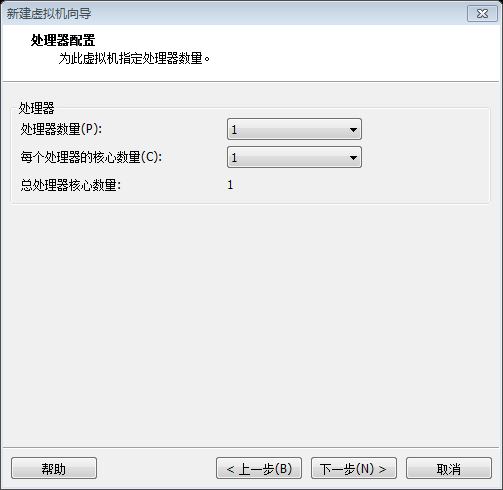 新建虚拟机向导
处理器配置
为此虚拟机指定处理器数量。
处理器
处理器数量(P): 1
每个处理器的核心数量(C): 1
总处理器核心数量: 1
帮助 < 上一步(B) 下一步(N) > 取消